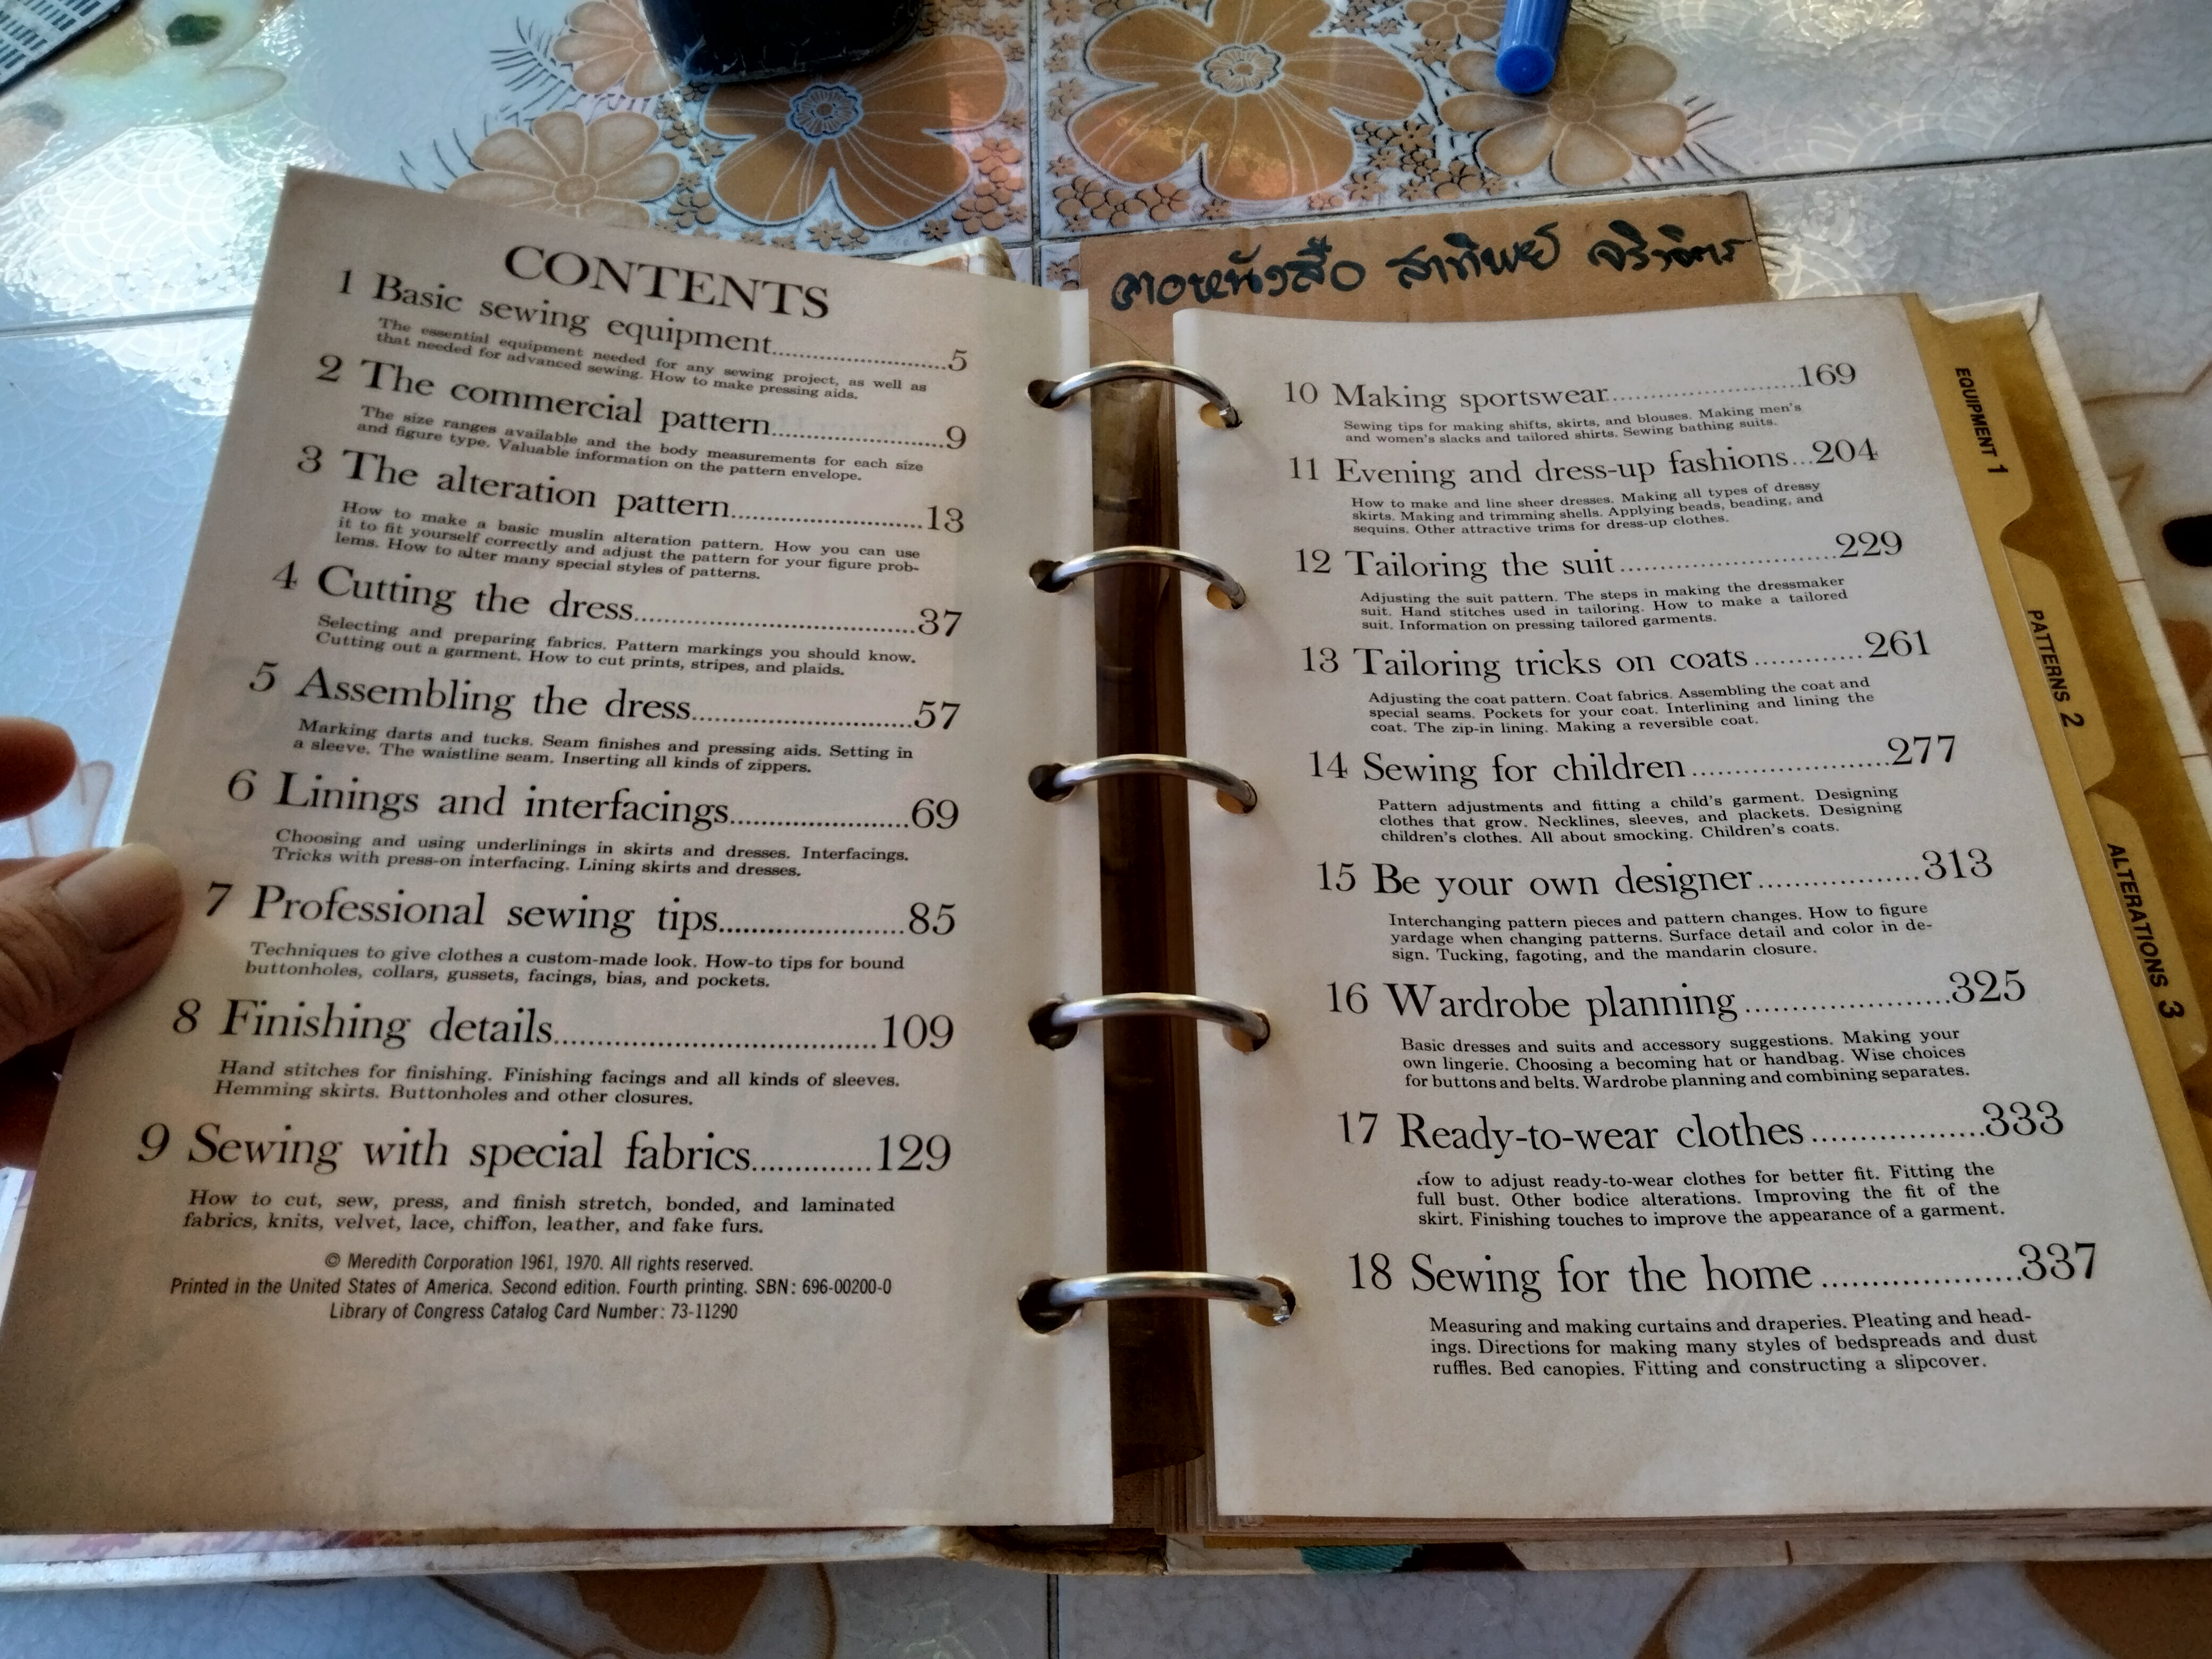 CONTENTS
1 Basic sewing equipment....................5
The essential equipment needed for any sewing project, as well as
that needed for advanced sewing. How to make pressing aids.
2 The commercial pattern....................9
The size ranges available and the body measurements for each size
and figure type. Valuable information on the pattern envelope.
3 The alteration pattern....................13
How to make a basic muslin alteration pattern. How you can use
it to fit yourself correctly and adjust the pattern for your figure prob-
lems. How to alter many special styles of patterns.
4 Cutting the dress....................37
Selecting and preparing fabrics. Pattern markings you should know.
Cutting out a garment. How to cut prints, stripes, and plaids.
5 Assembling the dress....................57
Marking darts and tucks. Seam finishes and pressing aids. Setting in
a sleeve. The waistline seam. Inserting all kinds of zippers.
6 Linings and interfacings....................69
Choosing and using underlinings in skirts and dresses. Interfacings.
Tricks with press-on interfacing. Lining skirts and dresses.
7 Professional sewing tips....................85
Techniques to give clothes a custom-made look. How-to tips for bound
buttonholes, collars, gussets, facings, bias, and pockets.
8 Finishing details....................109
Hand stitches for finishing. Finishing facings and all kinds of sleeves.
Hemming skirts. Buttonholes and other closures.
9 Sewing with special fabrics.............129
How to cut, sew, press, and finish stretch, bonded, and laminated
fabrics, knits, velvet, lace, chiffon, leather, and fake furs.
© Meredith Corporation 1961, 1970. All rights reserved.
Printed in the United States of America. Second edition. Fourth printing. SBN: 696-00200-0
Library of Congress Catalog Card Number: 73-11290
สาทิพย์
10 Making sportswear....................169
Sewing tips for making shifts, skirts, and blouses. Making men's
and women's slacks and tailored shirts. Sewing bathing suits.
11 Evening and dress-up fashions...204
How to make and line sheer dresses. Making all types of dressy
skirts. Making and trimming shells. Applying beads, beading, and
sequins. Other attractive trims for dress-up clothes.
12 Tailoring the suit....................229
Adjusting the suit pattern. The steps in making the dressmaker
suit. Hand stitches used in tailoring. How to make a tailored
suit. Information on pressing tailored garments.
13 Tailoring tricks on coats.............261
Adjusting the coat pattern. Coat fabrics. Assembling the coat and
special seams. Pockets for your coat. Interlining and lining the
coat. The zip-in lining. Making a reversible coat.
14 Sewing for children....................277
Pattern adjustments and fitting a child's garment. Designing
clothes that grow. Necklines, sleeves, and plackets. Designing
children's clothes. All about smocking. Children's coats.
15 Be your own designer.................313
Interchanging pattern pieces and pattern changes. How to figure
yardage when changing patterns. Surface detail and color in de-
sign. Tucking, fagoting, and the mandarin closure.
16 Wardrobe planning....................325
Basic dresses and suits and accessory suggestions. Making your
own lingerie. Choosing a becoming hat or handbag. Wise choices
for buttons and belts. Wardrobe planning and combining separates.
17 Ready-to-wear clothes..................333
How to adjust ready-to-wear clothes for better fit. Fitting the
full bust. Other bodice alterations. Improving the fit of the
skirt. Finishing touches to improve the appearance of a garment.
18 Sewing for the home....................337
Measuring and making curtains and draperies. Pleating and head-
ings. Directions for making many styles of bedspreads and dust
ruffles. Bed canopies. Fitting and constructing a slipcover.
EQUIPMENT 1
PATTERNS 2
ALTERATIONS 3